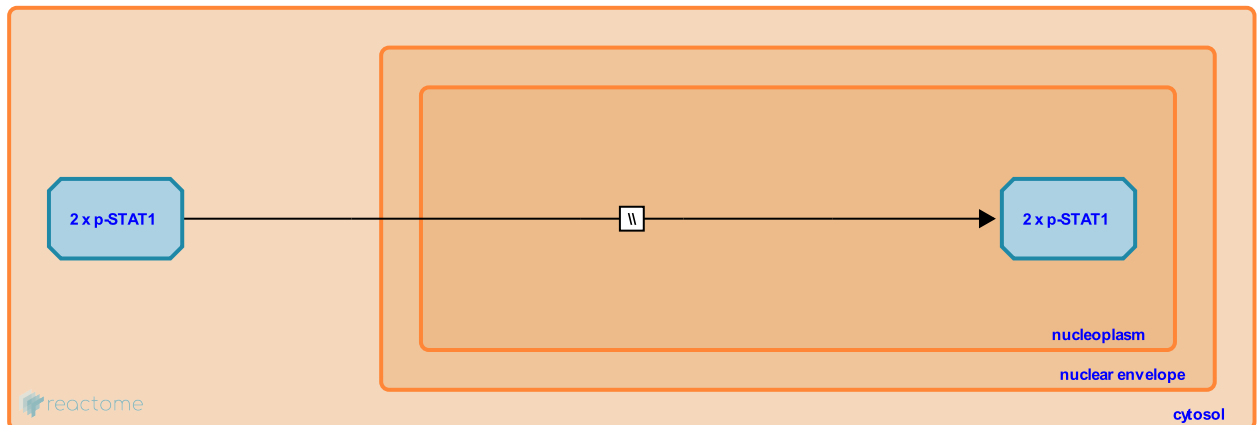 2 x p-STAT1
\\
2 x p-STAT1
nucleoplasm
nuclear envelope
reactome
cytosol